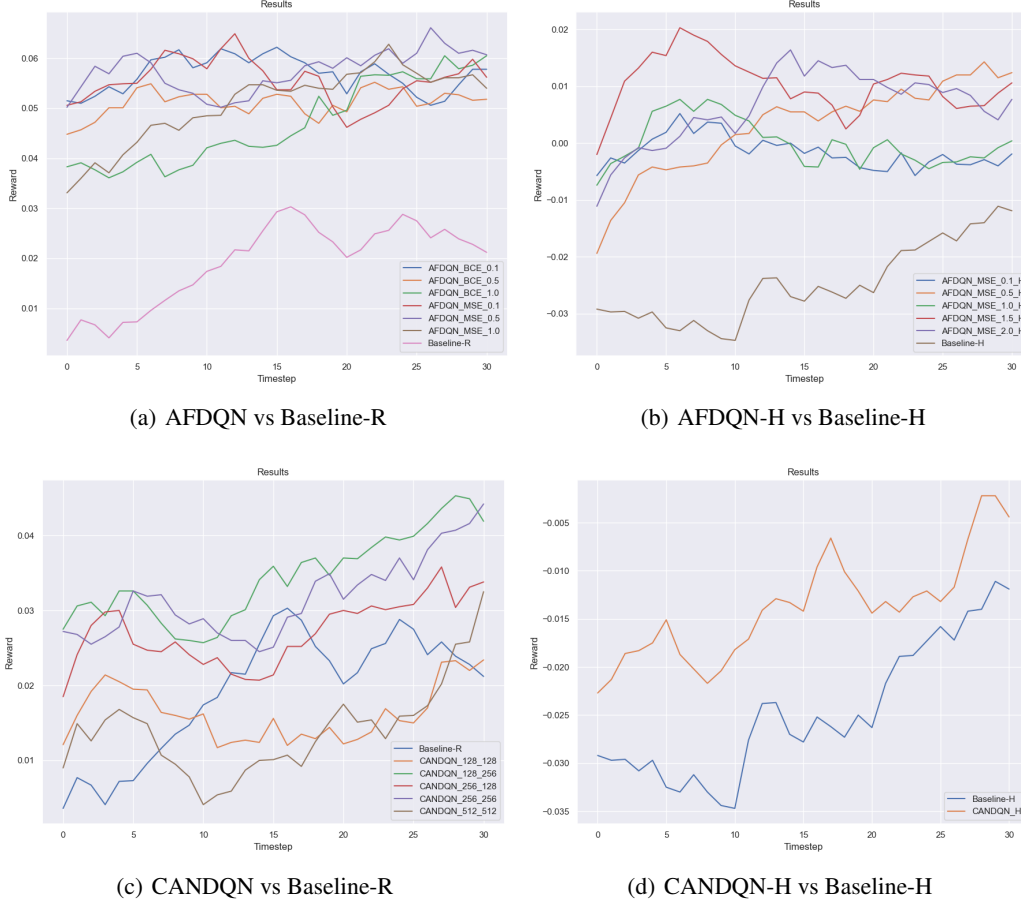 Results
Reward
0.06
0.05
0.04
0.03
0.02
0.01
AFDQN_BCE_0.1
AFDQN_BCE_0.5
AFDQN_BCE_1.0
AFDQN_MSE_0.1
AFDQN_MSE_0.5
AFDQN_MSE_1.0
Baseline-R
0 5 10 15 20 25 30
Timestep
(a) AFDQN vs Baseline-R
Results
Reward
0.02
0.01
0.00
−0.01
−0.02
−0.03
AFDQN_MSE_0.1_H
AFDQN_MSE_0.5_H
AFDQN_MSE_1.0_H
AFDQN_MSE_1.5_H
AFDQN_MSE_2.0_H
Baseline-H
0 5 10 15 20 25 30
Timestep
(b) AFDQN-H vs Baseline-H
Results
Reward
0.04
0.03
0.02
0.01
Baseline-R
CANDQN_128_128
CANDQN_128_256
CANDQN_256_128
CANDQN_256_256
CANDQN_512_512
0 5 10 15 20 25 30
Timestep
(c) CANDQN vs Baseline-R
Results
Reward
−0.005
−0.010
−0.015
−0.020
−0.025
−0.030
−0.035
Baseline-H
CANDQN_H
0 5 10 15 20 25 30
Timestep
(d) CANDQN-H vs Baseline-H